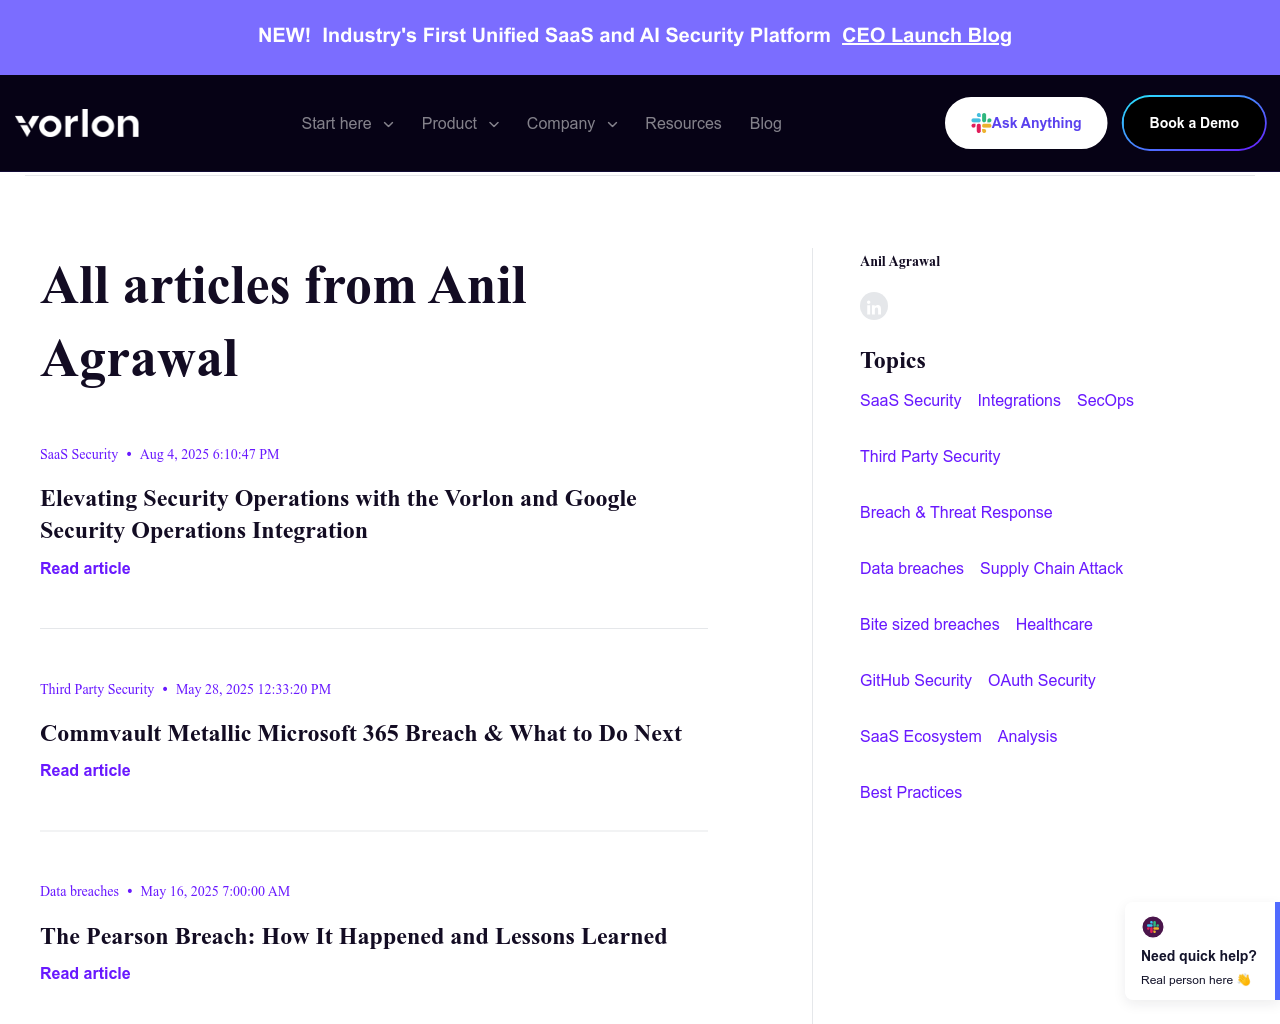 NEW!  Industry's First Unified SaaS and AI Security Platform  CEO Launch Blog
vorlon
Start here
Product
Company
Resources
Blog
Ask Anything
Book a Demo
All articles from Anil
Agrawal
SaaS Security • Aug 4, 2025 6:10:47 PM
Elevating Security Operations with the Vorlon and Google
Security Operations Integration
Read article
Third Party Security • May 28, 2025 12:33:20 PM
Commvault Metallic Microsoft 365 Breach & What to Do Next
Read article
Data breaches • May 16, 2025 7:00:00 AM
The Pearson Breach: How It Happened and Lessons Learned
Read article
Anil Agrawal
in
Topics
SaaS Security Integrations SecOps
Third Party Security
Breach & Threat Response
Data breaches Supply Chain Attack
Bite sized breaches Healthcare
GitHub Security OAuth Security
SaaS Ecosystem Analysis
Best Practices
Need quick help?
Real person here 👋